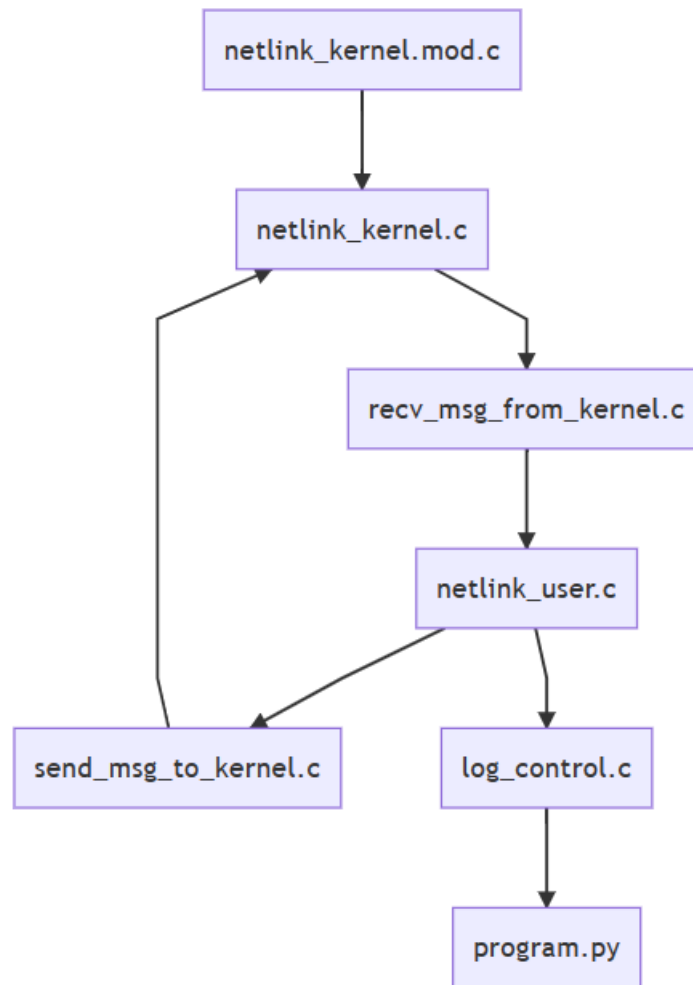 netlink_kernel.mod.c
netlink_kernel.c
recv_msg_from_kernel.c
netlink_user.c
send_msg_to_kernel.c
log_control.c
program.py